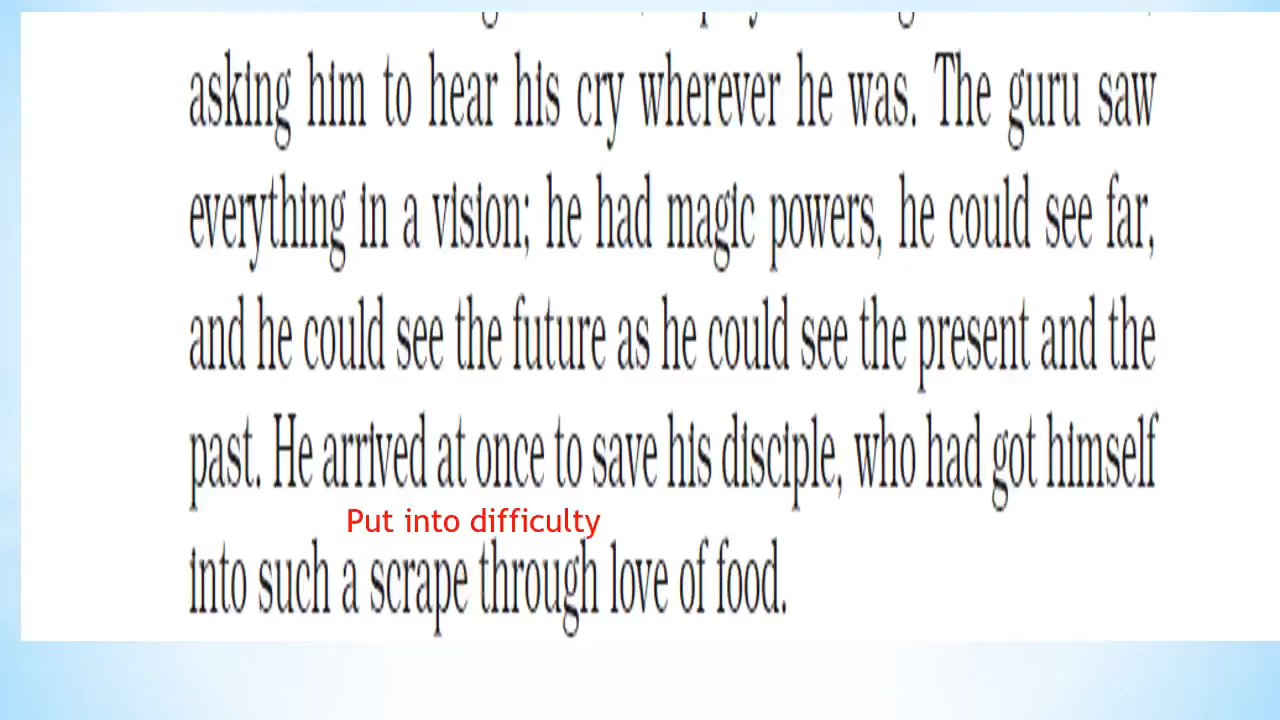 asking him to hear his cry wherever he was. The guru saw
everything in a vision; he had magic powers, he could see far,
and he could see the future as he could see the present and the
past. He arrived at once to save his disciple, who had got himself
Put into difficulty
into such a scrape through love of food.